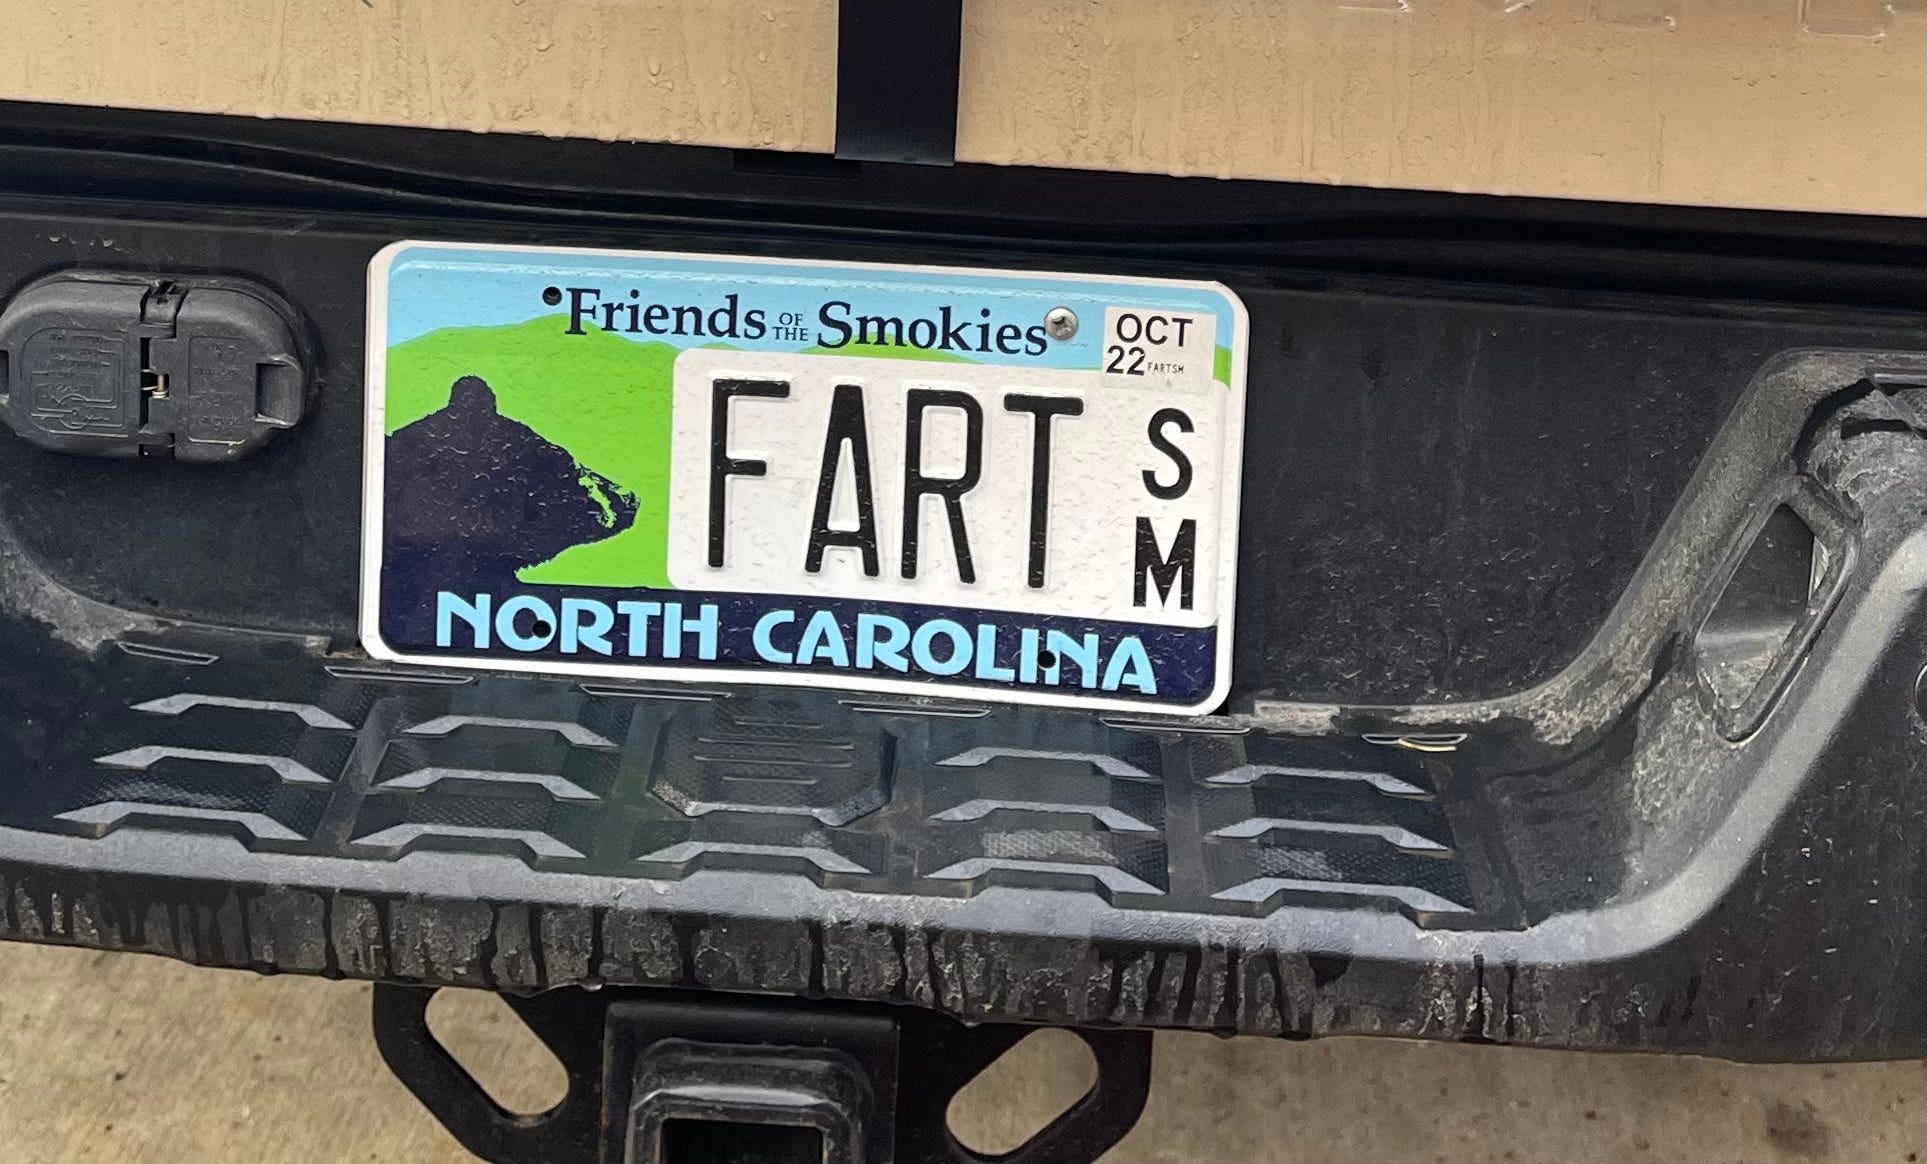 Friends OF THE Smokies
OCT
22 FARTSM
FART SM
NORTH CAROLINA